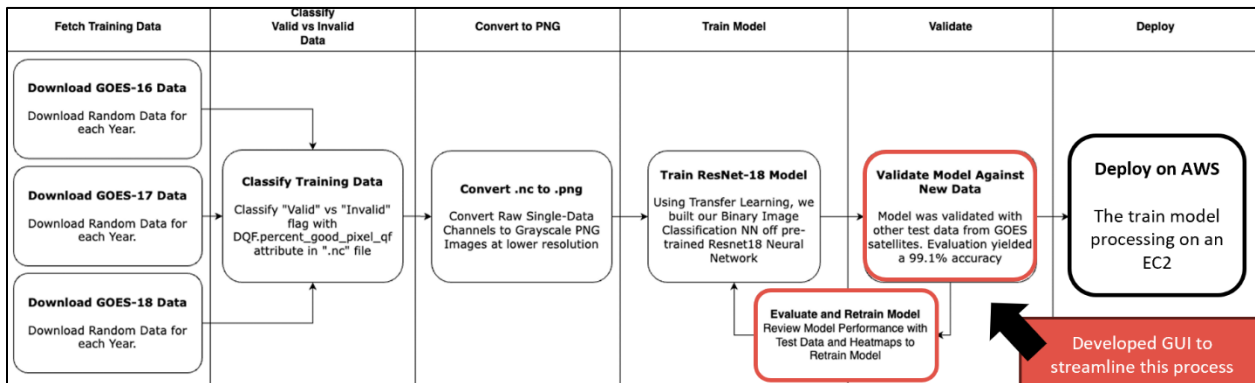 Fetch Training Data
Classify
Valid vs Invalid
Data
Convert to PNG
Train Model
Validate
Deploy
Download GOES-16 Data
Download Random Data for
each Year.
Download GOES-17 Data
Download Random Data for
each Year.
Download GOES-18 Data
Download Random Data for
each Year.
Classify Training Data
Classify "Valid" vs "Invalid"
flag with
DQF.percent_good_pixel_qf
attribute in ".nc" file
Convert .nc to .png
Convert Raw Single-Data
Channels to Grayscale PNG
Images at lower resolution
Train ResNet-18 Model
Using Transfer Learning, we
built our Binary Image
Classification NN off pre-
trained Resnet18 Neural
Network
Validate Model Against
New Data
Model was validated with
other test data from GOES
satellites. Evaluation yielded
a 99.1% accuracy
Evaluate and Retrain Model
Review Model Performance with
Test Data and Heatmaps to
Retrain Model
Deploy on AWS
The train model
processing on an
EC2
Developed GUI to
streamline this process